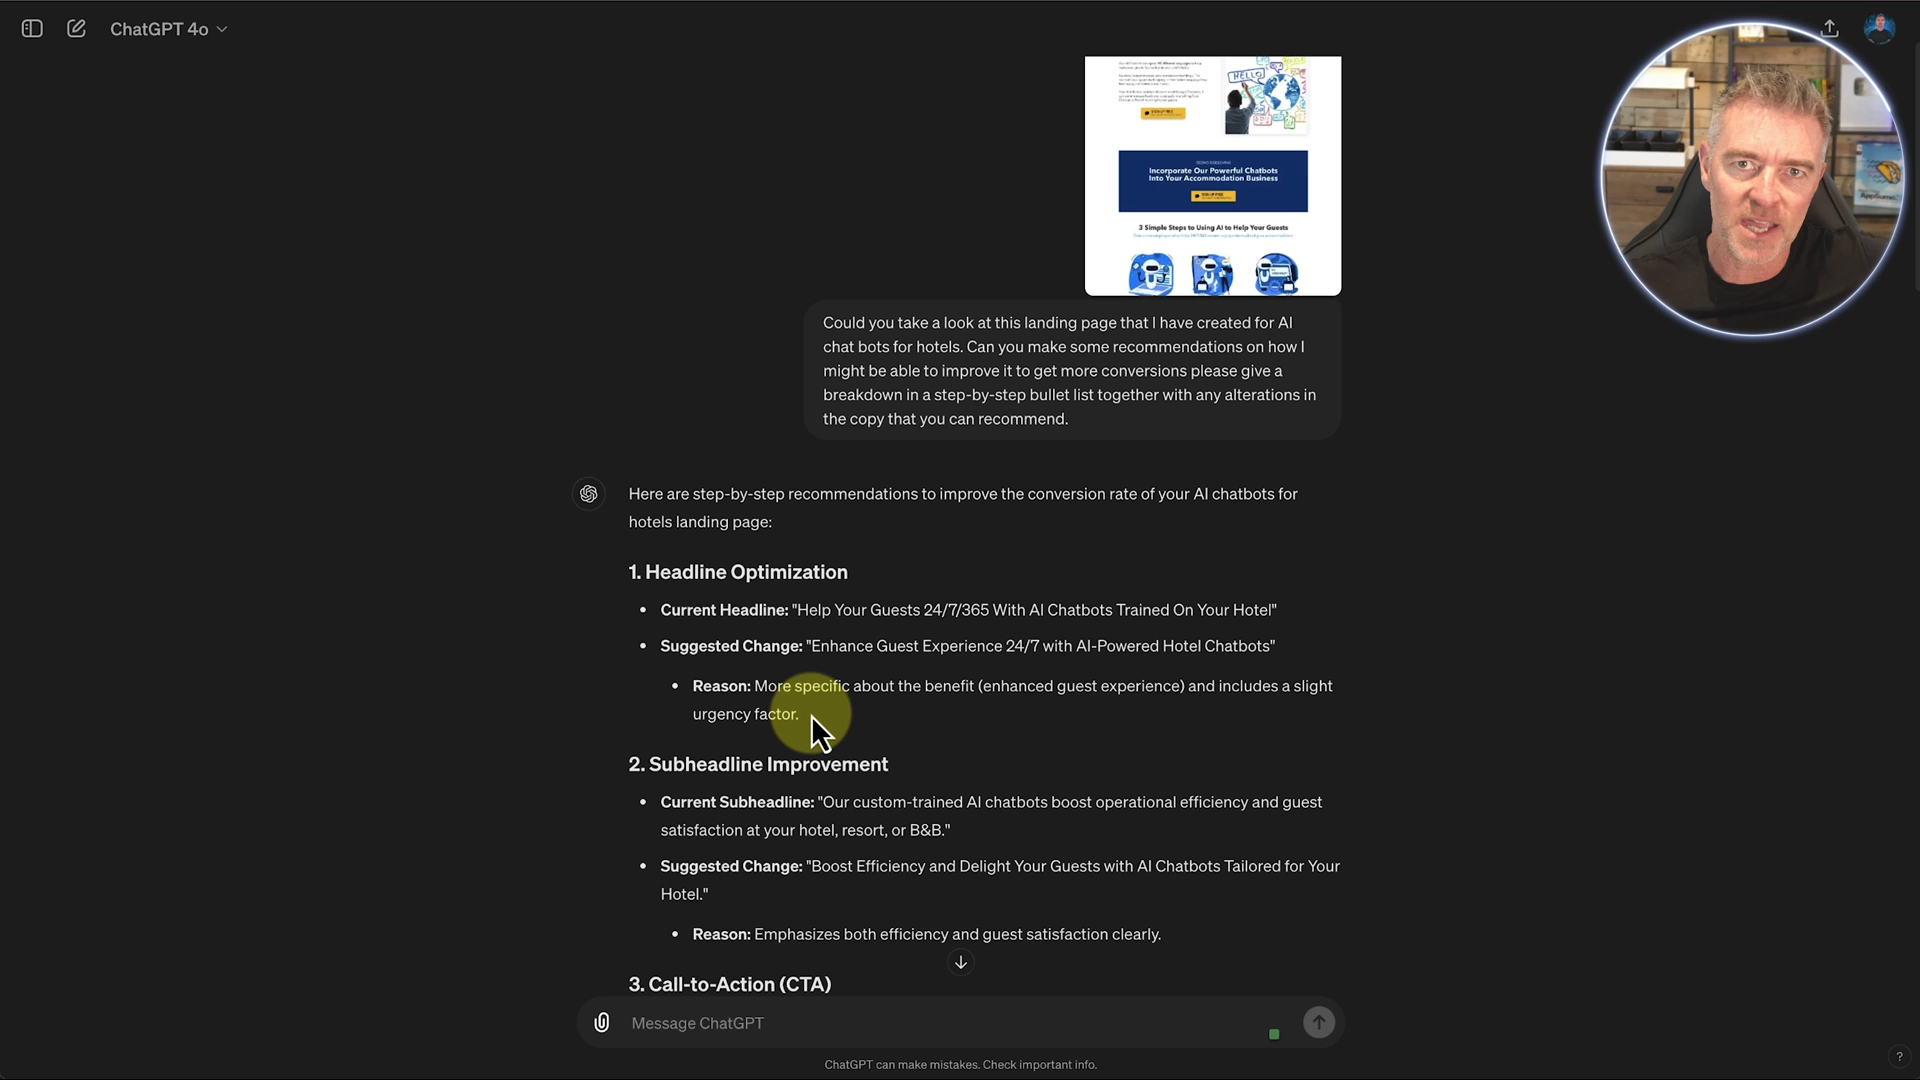 ChatGPT 4o
HELLO
SIGN UP FREE
Incorporate Our Powerful Chatbots
Into Your Accommodation Business
SIGN UP FREE
3 Simple Steps to Using AI to Help Your Guests
Could you take a look at this landing page that I have created for AI
chat bots for hotels. Can you make some recommendations on how I
might be able to improve it to get more conversions please give a
breakdown in a step-by-step bullet list together with any alterations in
the copy that you can recommend.
Here are step-by-step recommendations to improve the conversion rate of your AI chatbots for
hotels landing page:
1. Headline Optimization
• Current Headline: "Help Your Guests 24/7/365 With AI Chatbots Trained On Your Hotel"
• Suggested Change: "Enhance Guest Experience 24/7 with AI-Powered Hotel Chatbots"
• Reason: More specific about the benefit (enhanced guest experience) and includes a slight
urgency factor.
2. Subheadline Improvement
• Current Subheadline: "Our custom-trained AI chatbots boost operational efficiency and guest
satisfaction at your hotel, resort, or B&B."
• Suggested Change: "Boost Efficiency and Delight Your Guests with AI Chatbots Tailored for Your
Hotel."
• Reason: Emphasizes both efficiency and guest satisfaction clearly.
3. Call-to-Action (CTA)
Message ChatGPT
ChatGPT can make mistakes. Check important info.
?
AppSumo